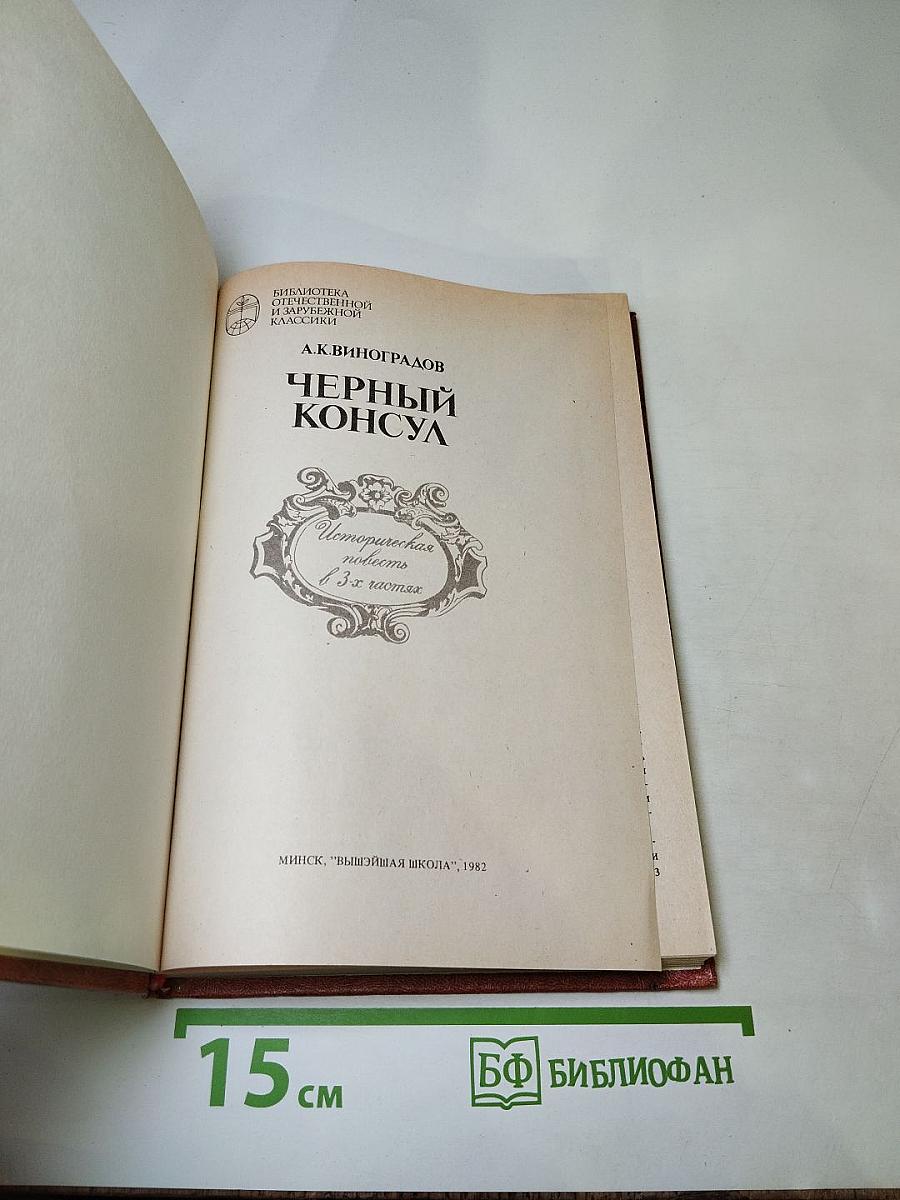 БИБЛИОТЕКА
ОТЕЧЕСТВЕННОЙ
И ЗАРУБЕЖНОЙ
КЛАССИКИ
А.К.ВИНОГРАДОВ
ЧЕРНЫЙ
КОНСУЛ
Историческая
повесть
в 3-х частях
МИНСК, "ВЫШЭЙШАЯ ШКОЛА", 1982
15 СМ
БФ БИБЛИОФАН